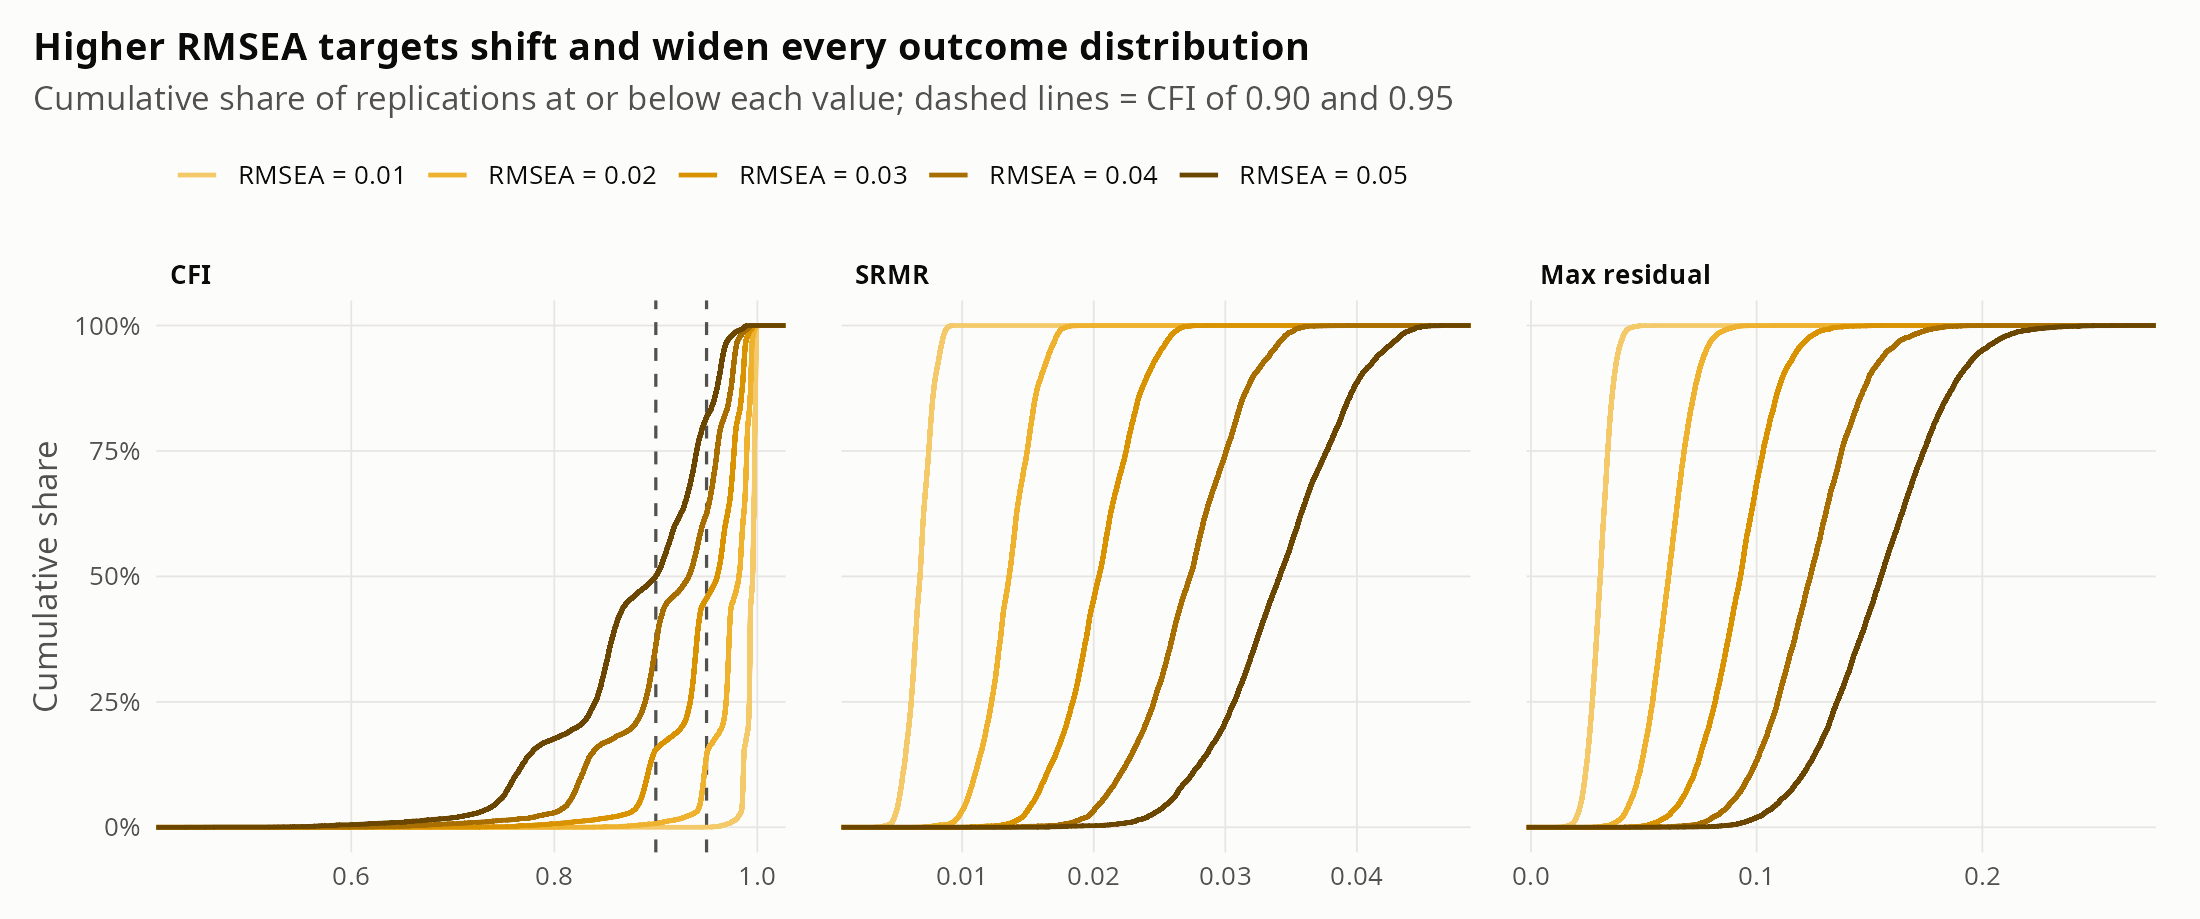 Higher RMSEA targets shift and widen every outcome distribution
Cumulative share of replications at or below each value; dashed lines = CFI of 0.90 and 0.95
RMSEA = 0.01 RMSEA = 0.02 RMSEA = 0.03 RMSEA = 0.04 RMSEA = 0.05
CFI SRMR Max residual
Cumulative share
100%
75%
50%
25%
0%
0.6 0.8 1.0 0.01 0.02 0.03 0.04 0.0 0.1 0.2